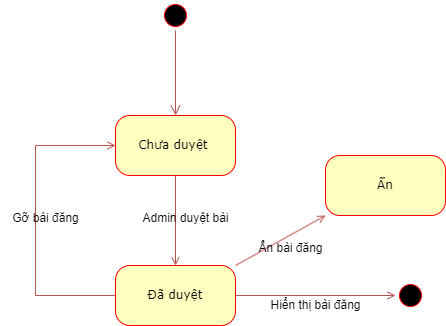 Chưa duyệt
Ẩn
Gỡ bài đăng
Admin duyệt bài
Ẩn bài đăng
Đã duyệt
Hiển thị bài đăng